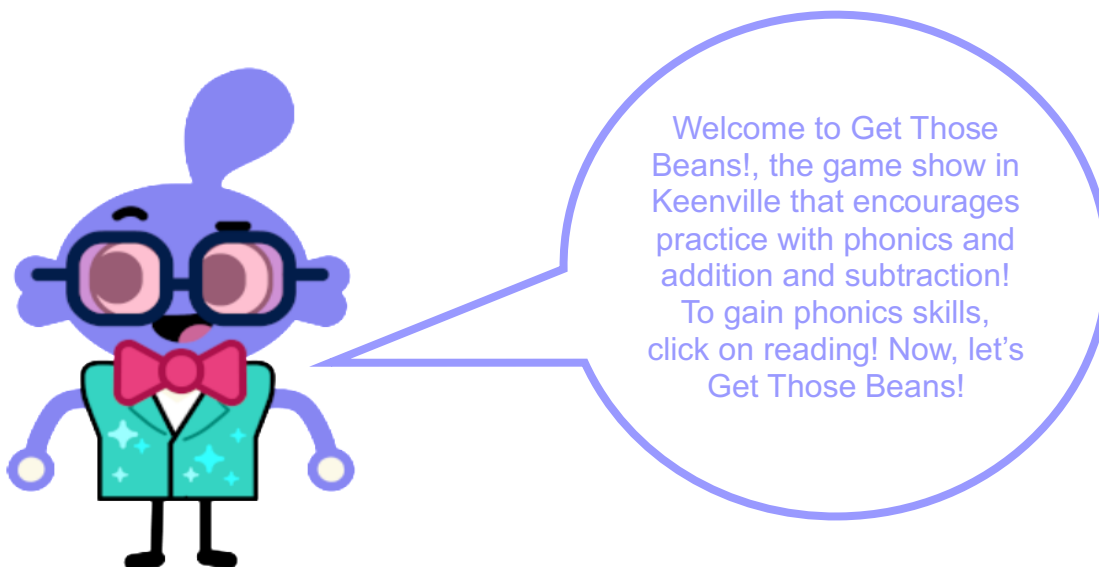 Welcome to Get Those
Beans!, the game show in
Keenville that encourages
practice with phonics and
addition and subtraction!
To gain phonics skills,
click on reading! Now, let’s
Get Those Beans!